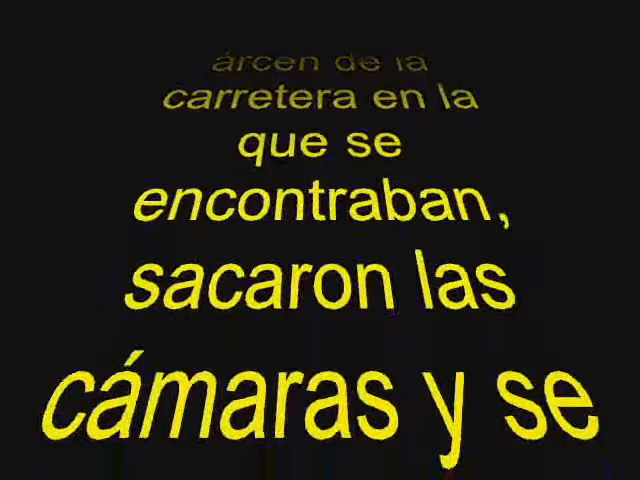 árcen de la
carretera en la
que se
encontraban,
sacaron las
cámaras y se